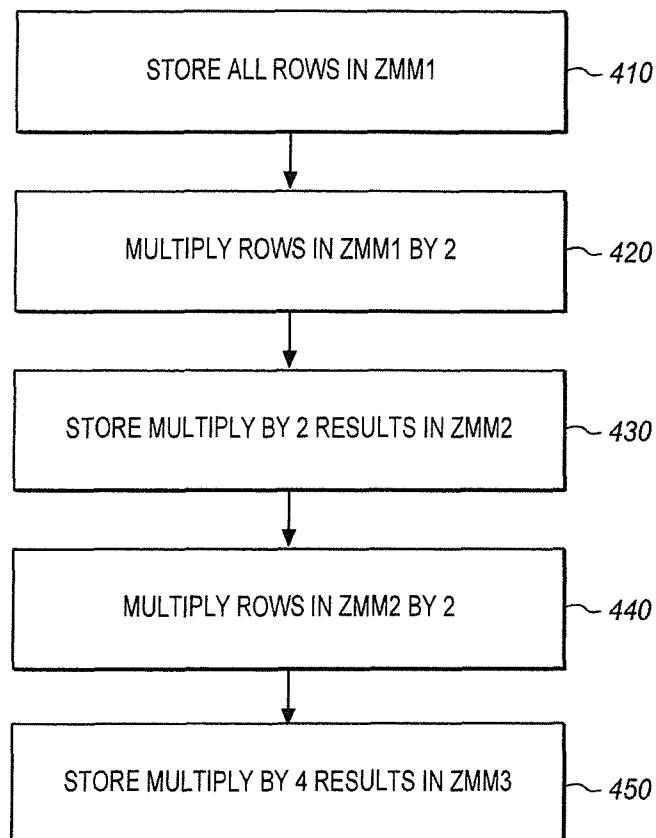 STORE ALL ROWS IN ZMM1
410
MULTIPLY ROWS IN ZMM1 BY 2
420
STORE MULTIPLY BY 2 RESULTS IN ZMM2
430
MULTIPLY ROWS IN ZMM2 BY 2
440
STORE MULTIPLY BY 4 RESULTS IN ZMM3
450